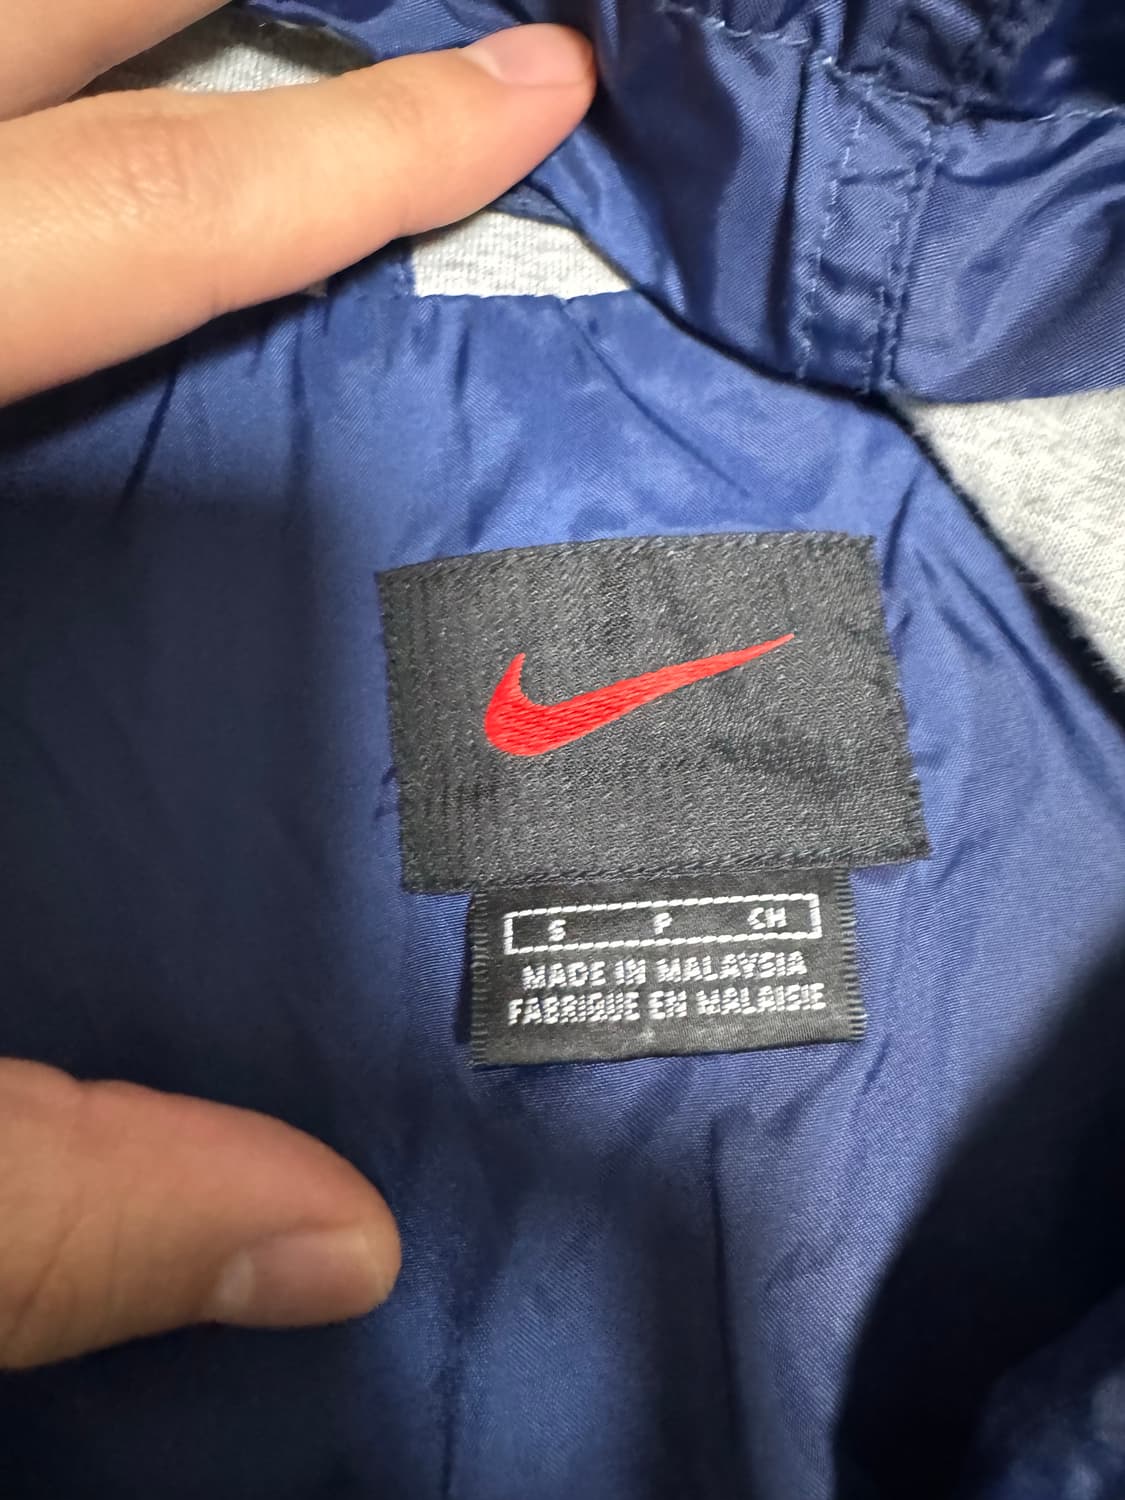 S P CH
MADE IN MALAYSIA
FABRIQUE EN MALAISIE